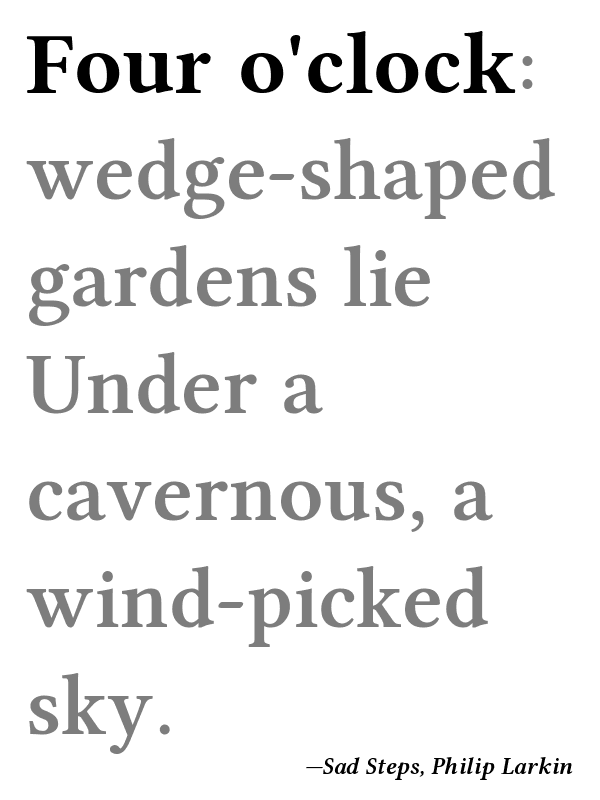 Four o'clock:
wedge-shaped
gardens lie
Under a
cavernous, a
wind-picked
sky.
—Sad Steps, Philip Larkin